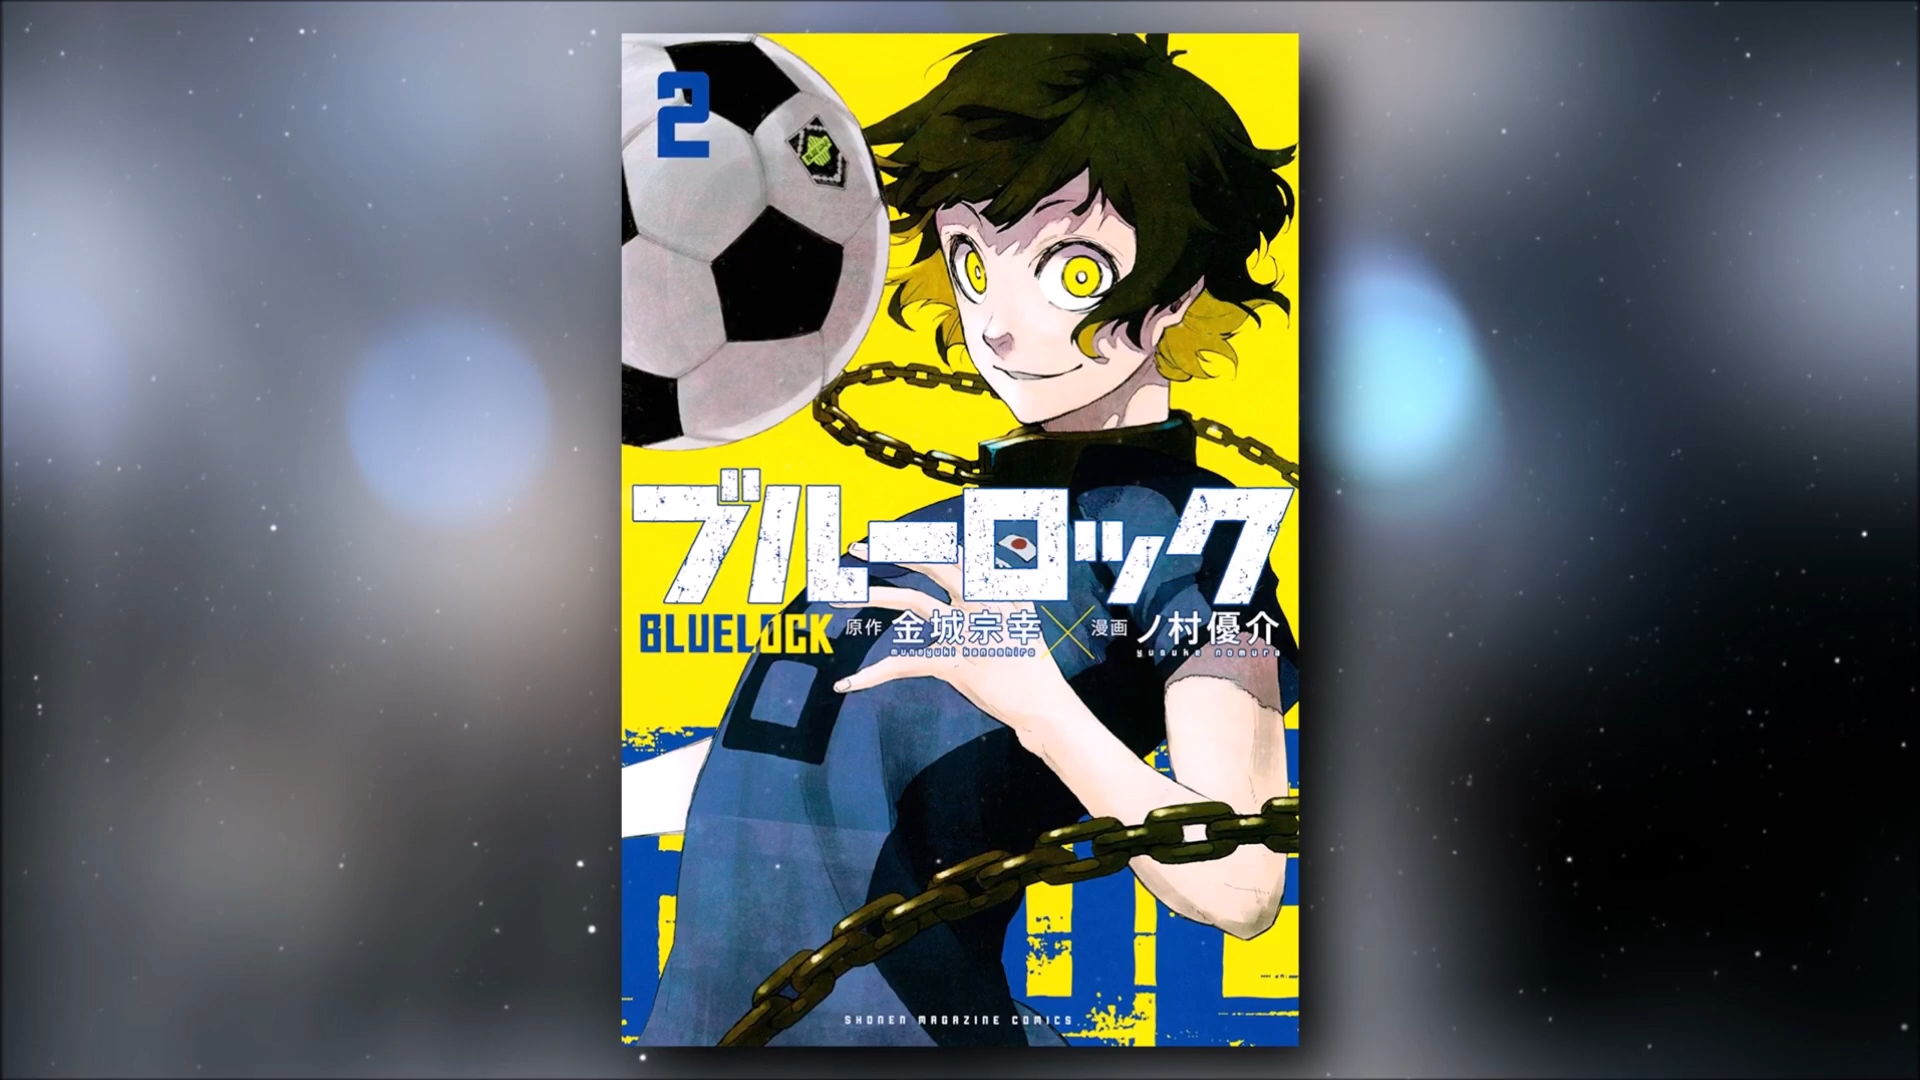 2
ブルーロック
BLUELOCK 原作 金城宗幸 × 漫画 ノ村優介
muneyuki kaneshiro yusuke nomura
SHONEN MAGAZINE COMICS